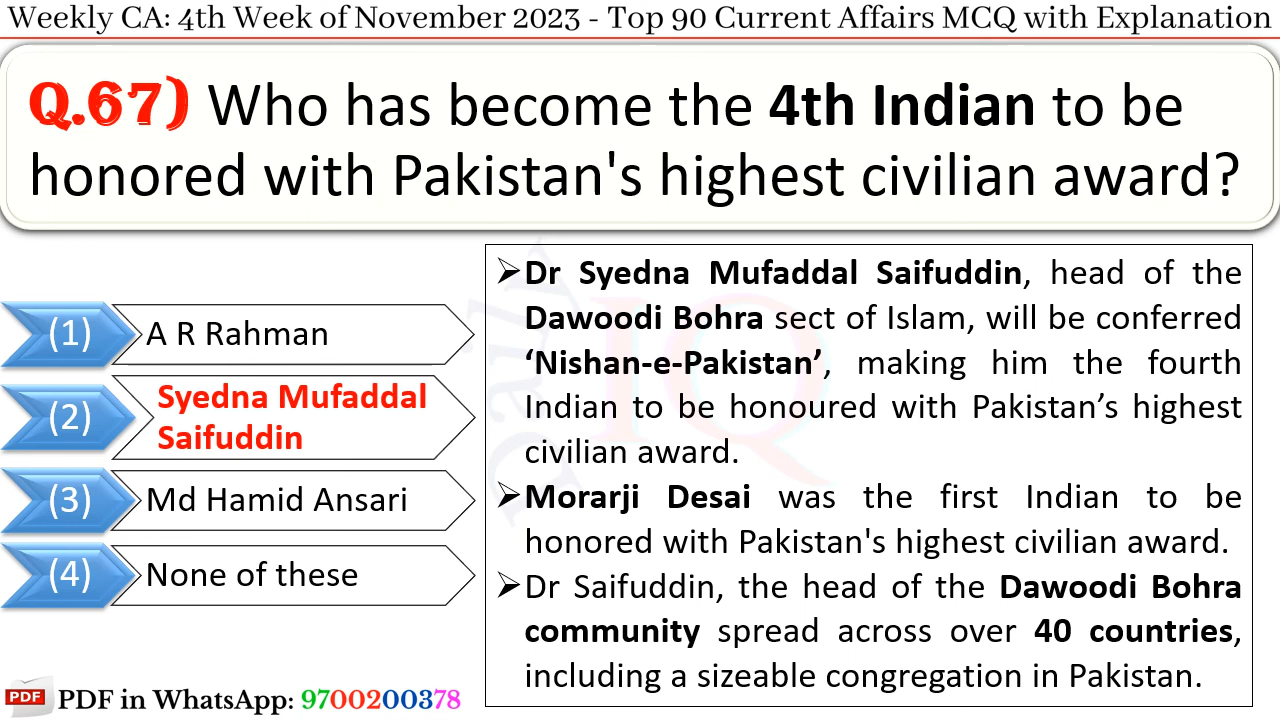 Weekly CA: 4th Week of November 2023 - Top 90 Current Affairs MCQ with Explanation
Q.67) Who has become the 4th Indian to be
honored with Pakistan's highest civilian award?
(1) A R Rahman
(2) Syedna Mufaddal
Saifuddin
(3) Md Hamid Ansari
(4) None of these
➢Dr Syedna Mufaddal Saifuddin, head of the
Dawoodi Bohra sect of Islam, will be conferred
‘Nishan-e-Pakistan’, making him the fourth
Indian to be honoured with Pakistan’s highest
civilian award.
➢Morarji Desai was the first Indian to be
honored with Pakistan's highest civilian award.
➢Dr Saifuddin, the head of the Dawoodi Bohra
community spread across over 40 countries,
including a sizeable congregation in Pakistan.
Daily
IQ
PDF PDF in WhatsApp: 9700200378